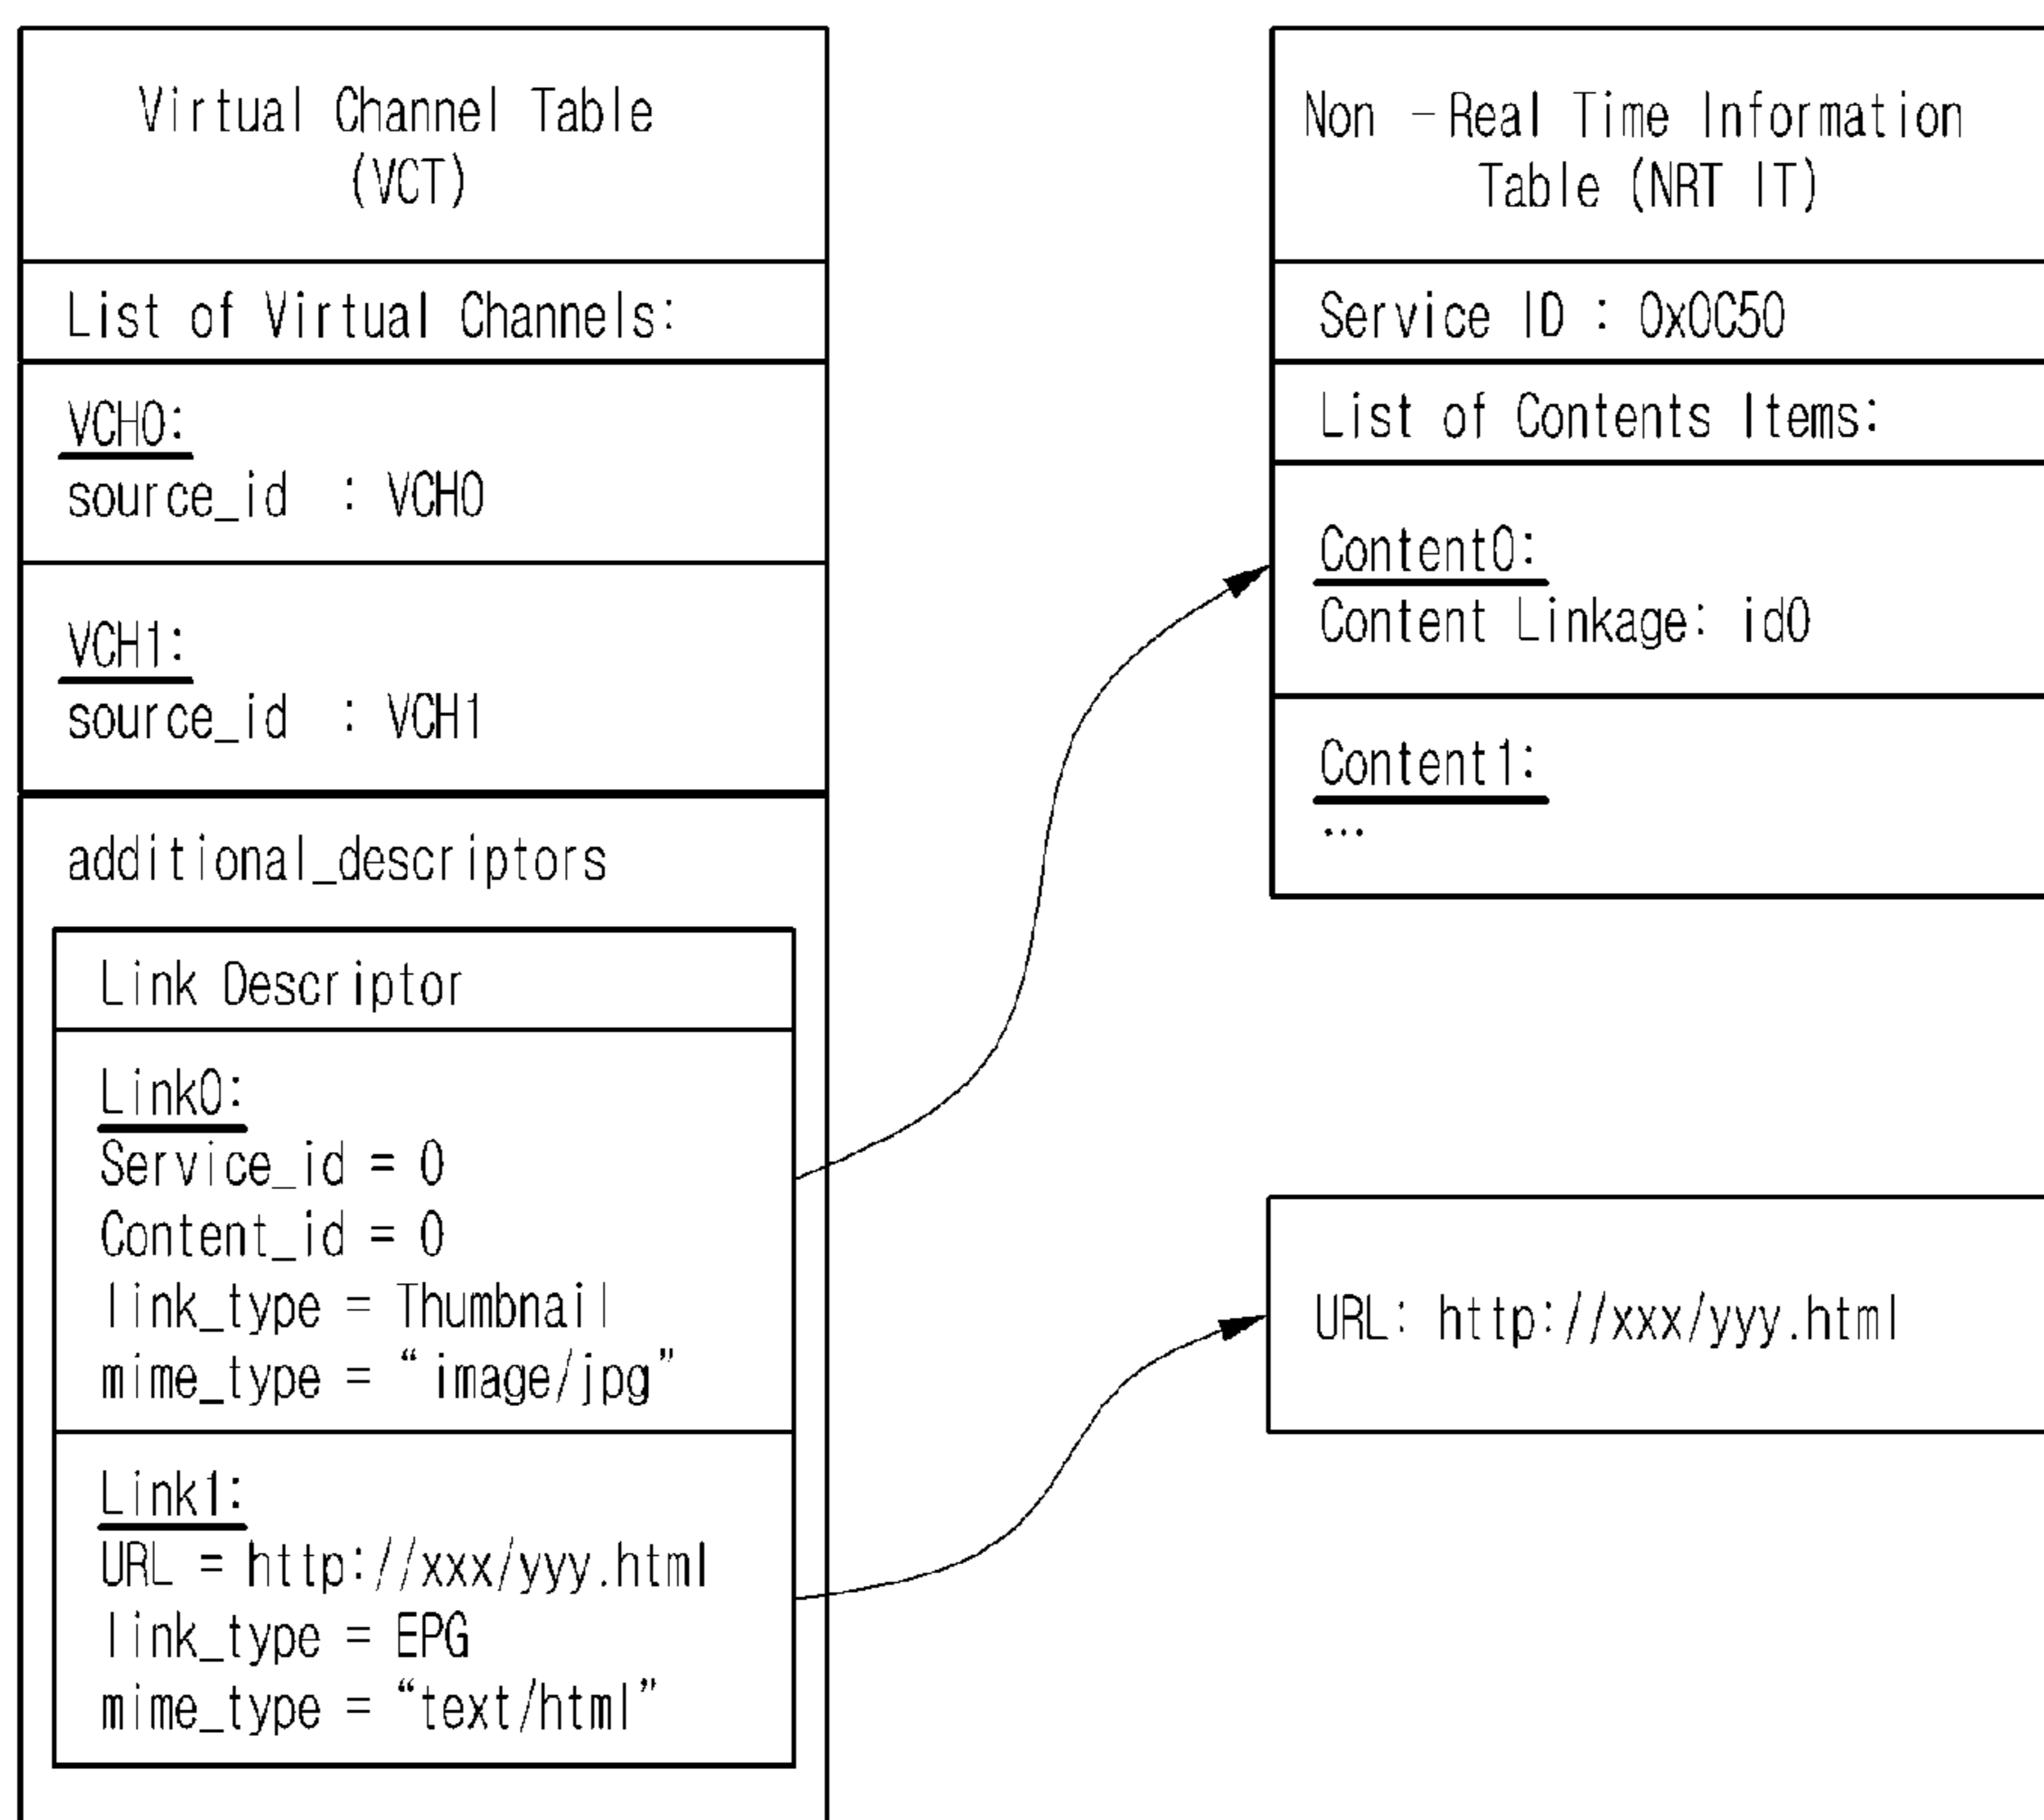 Virtual Channel Table
(VCT)
List of Virtual Channels:
VCH0:
source_id : VCH0
VCH1:
source_id : VCH1
additional_descriptors
Link Descriptor
Link0:
Service_id = 0
Content_id = 0
link_type = Thumbnail
mime_type = “image/jpg”
Link1:
URL = http://xxx/yyy.html
link_type = EPG
mime_type = “text/html”
Non -Real Time Information
Table (NRT IT)
Service ID : 0x0C50
List of Contents Items:
Content0:
Content Linkage: id0
Content1:
...
URL: http://xxx/yyy.html